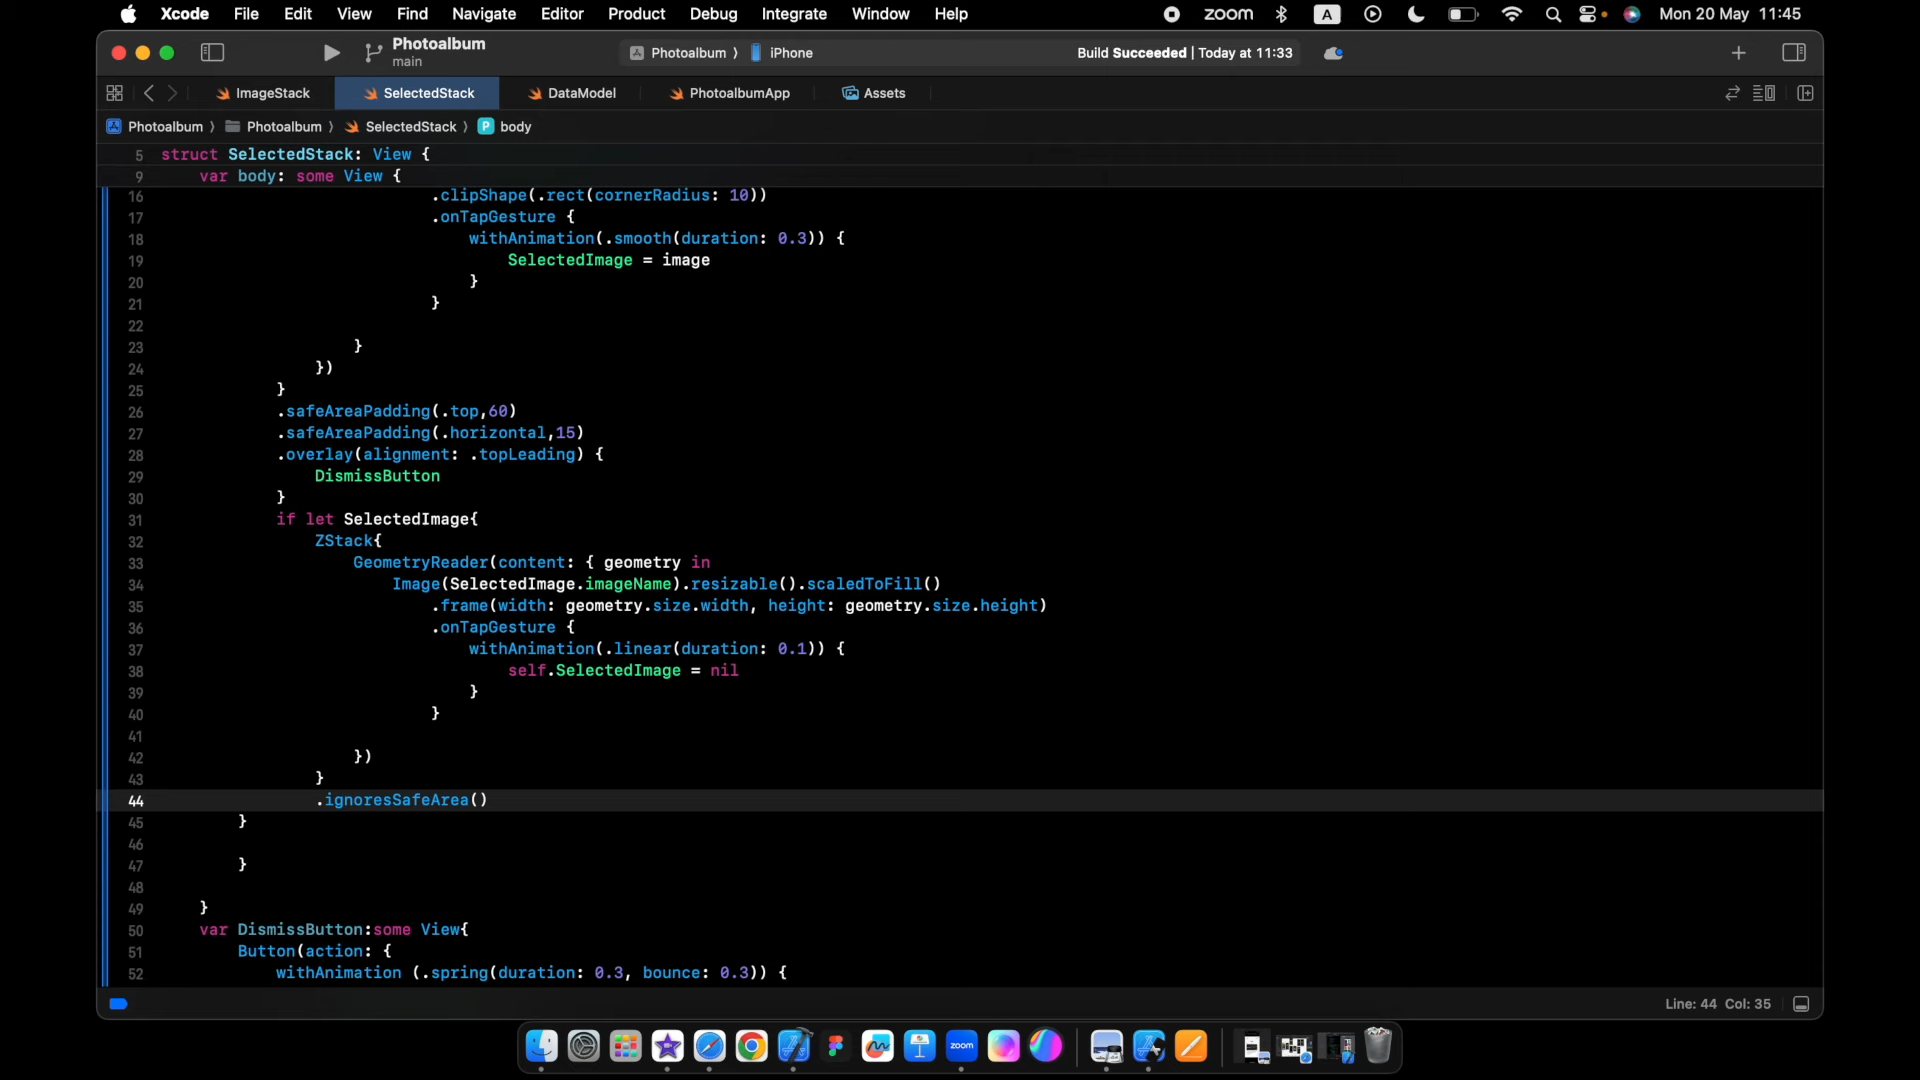 Xcode File Edit View Find Navigate Editor Product Debug Integrate Window Help zoom A Mon 20 May 11:45
Photoalbum
main
Photoalbum 〉 iPhone
Build Succeeded | Today at 11:33
ImageStack SelectedStack DataModel PhotoalbumApp Assets
Photoalbum 〉 Photoalbum 〉 SelectedStack 〉 P body
5 struct SelectedStack: View {
9 var body: some View {
16 .clipShape(.rect(cornerRadius: 10))
17 .onTapGesture {
18 withAnimation(.smooth(duration: 0.3)) {
19 SelectedImage = image
20 }
21 }
22
23 }
24 })
25 }
26 .safeAreaPadding(.top,60)
27 .safeAreaPadding(.horizontal,15)
28 .overlay(alignment: .topLeading) {
29 DismissButton
30 }
31 if let SelectedImage{
32 ZStack{
33 GeometryReader(content: { geometry in
34 Image(SelectedImage.imageName).resizable().scaledToFill()
35 .frame(width: geometry.size.width, height: geometry.size.height)
36 .onTapGesture {
37 withAnimation(.linear(duration: 0.1)) {
38 self.SelectedImage = nil
39 }
40 }
41
42 })
43 }
44 .ignoresSafeArea()
45 }
46
47 }
48
49 }
50 var DismissButton:some View{
51 Button(action: {
52 withAnimation (.spring(duration: 0.3, bounce: 0.3)) {
Line: 44 Col: 35
zoom